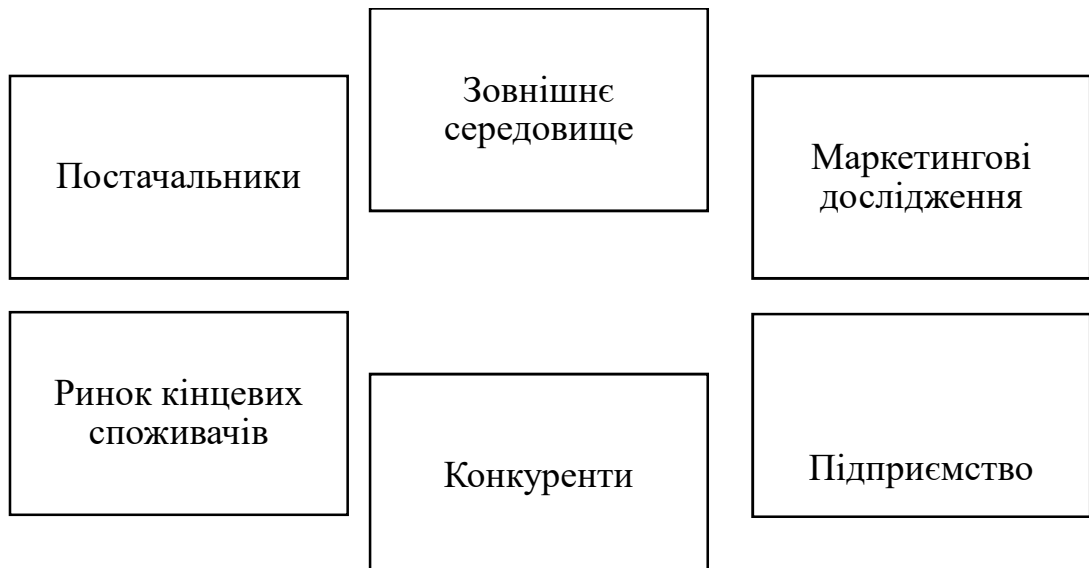 Постачальники
Зовнішнє
середовище
Маркетингові
дослідження
Ринок кінцевих
споживачів
Конкуренти
Підприємство